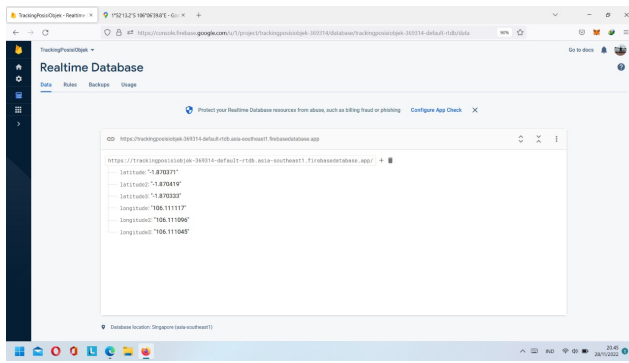 TrackingPosisiObjek - Realtime
1°52'13.2"S 106°06'39.8"E - Goo
https://console.firebase.google.com/u/1/project/trackingposisiobjek-369314/database/trackingposisiobjek-369314-default-rtdb/data
90%
TrackingPosisiObjek
Go to docs
Realtime Database
Data Rules Backups Usage
Protect your Realtime Database resources from abuse, such as billing fraud or phishing Configure App Check
https://trackingposisiobjek-369314-default-rtdb.asia-southeast1.firebasedatabase.app
https://trackingposisiobjek-369314-default-rtdb.asia-southeast1.firebasedatabase.app/
latitude: "-1.870371"
latitude2: "-1.870419"
latitude3: "-1.870333"
longitude: "106.111117"
longitude2: "106.111096"
longitude3: "106.111045"
Database location: Singapore (asia-southeast1)
IND
20.45
28/11/2022